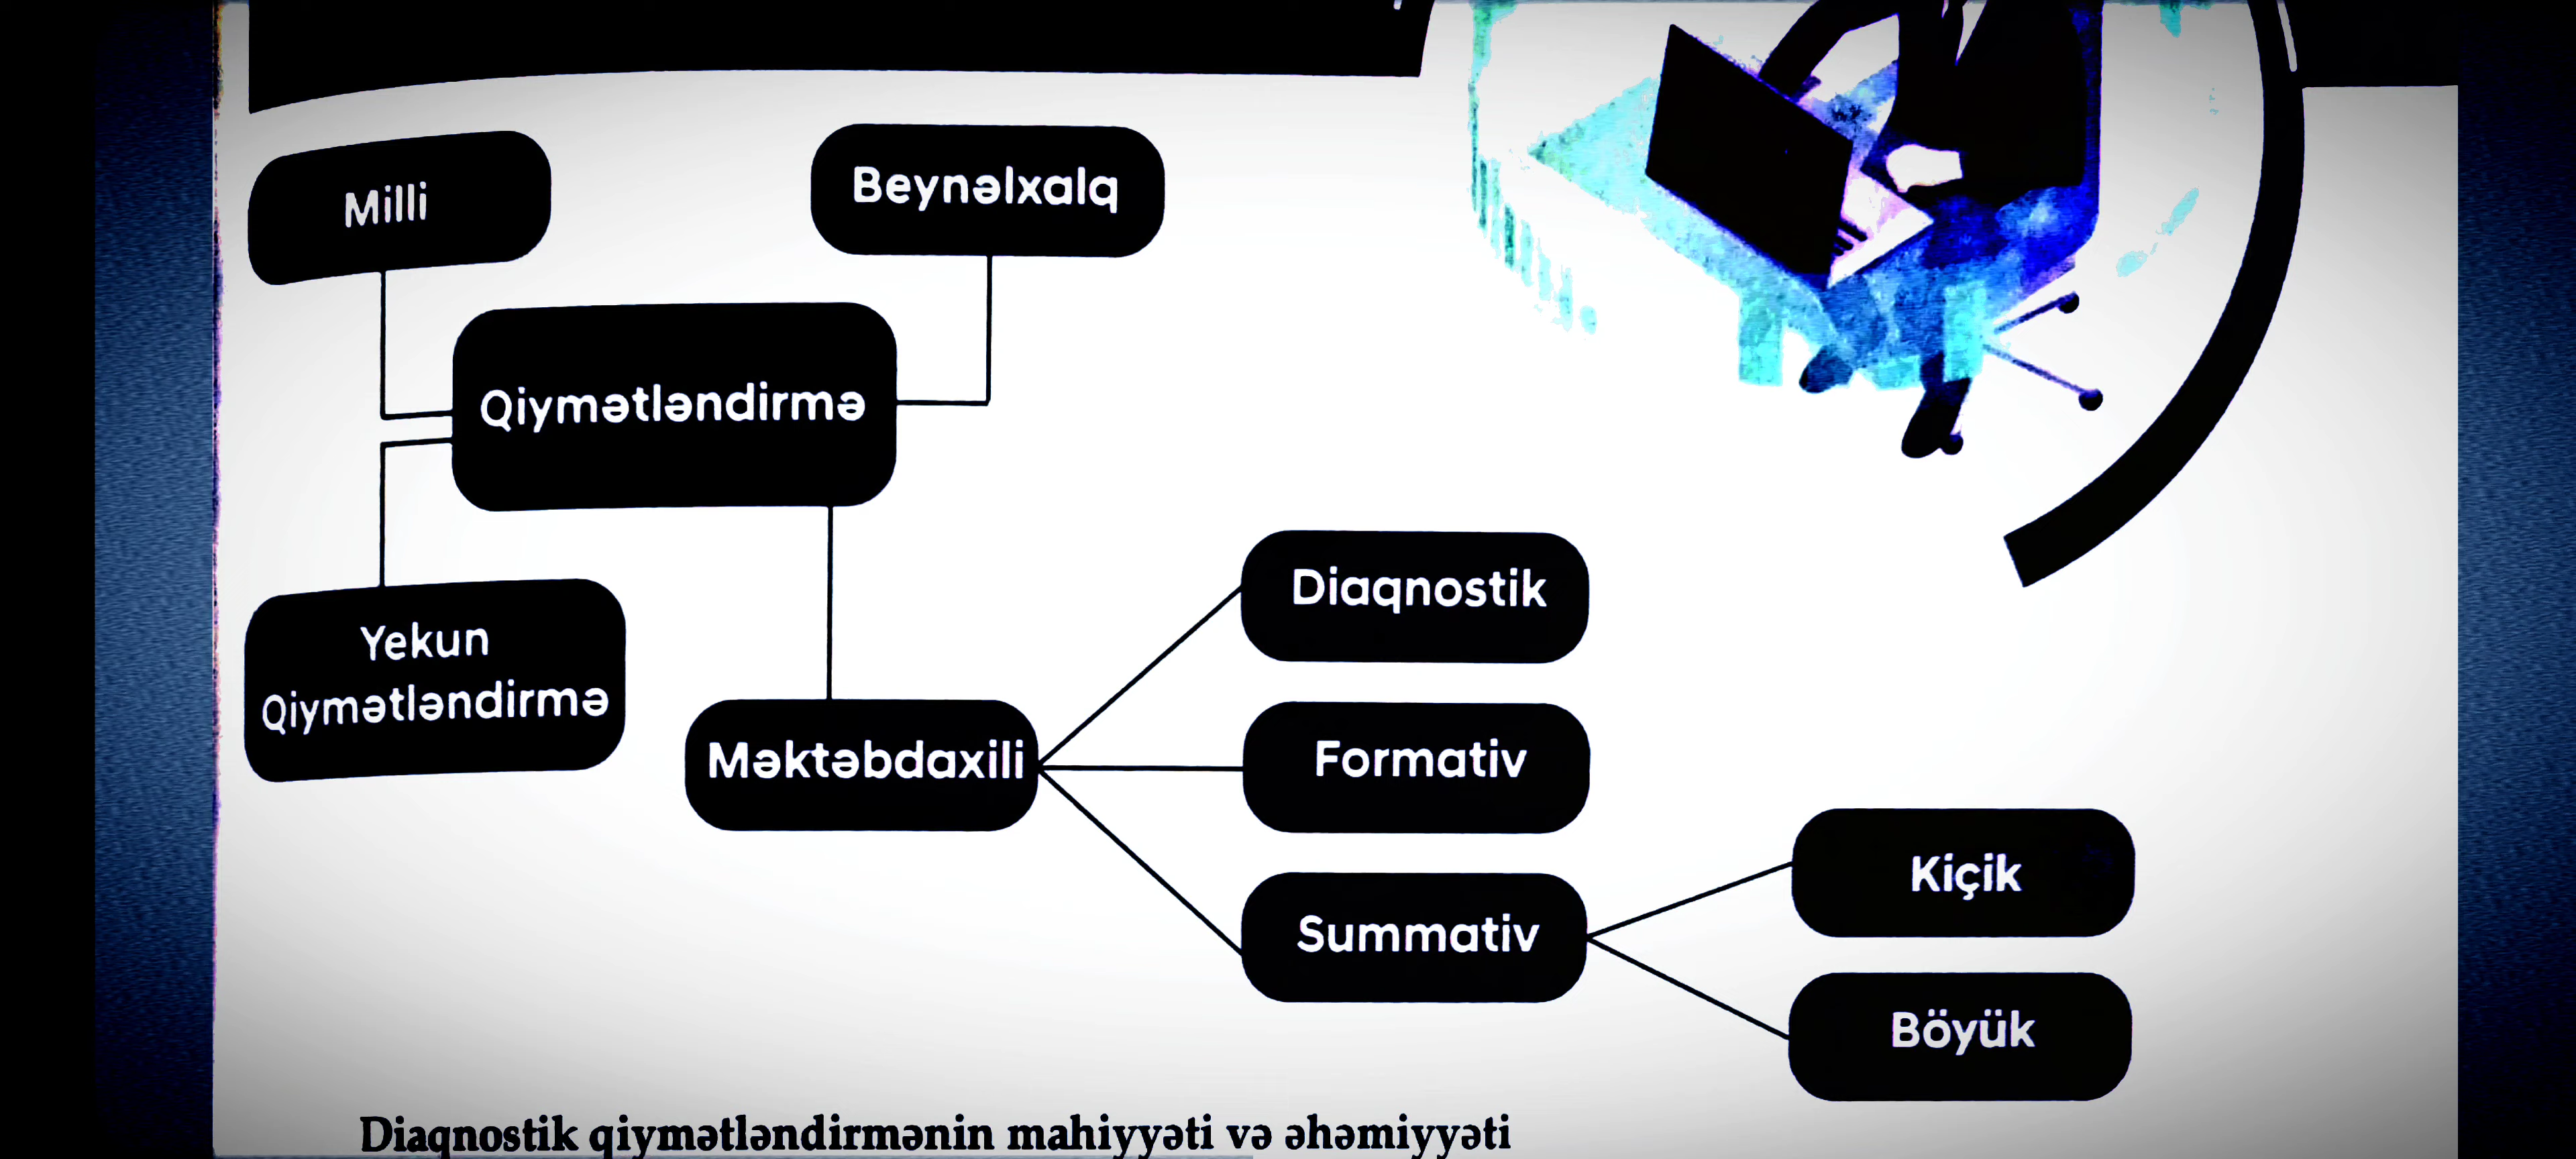 Milli
Beynəlxalq
Qiymətləndirmə
Yekun
Qiymətləndirmə
Məktəbdaxili
Diaqnostik
Formativ
Summativ
Kiçik
Böyük
Diaqnostik qiymətləndirmənin mahiyyəti və əhəmiyyəti